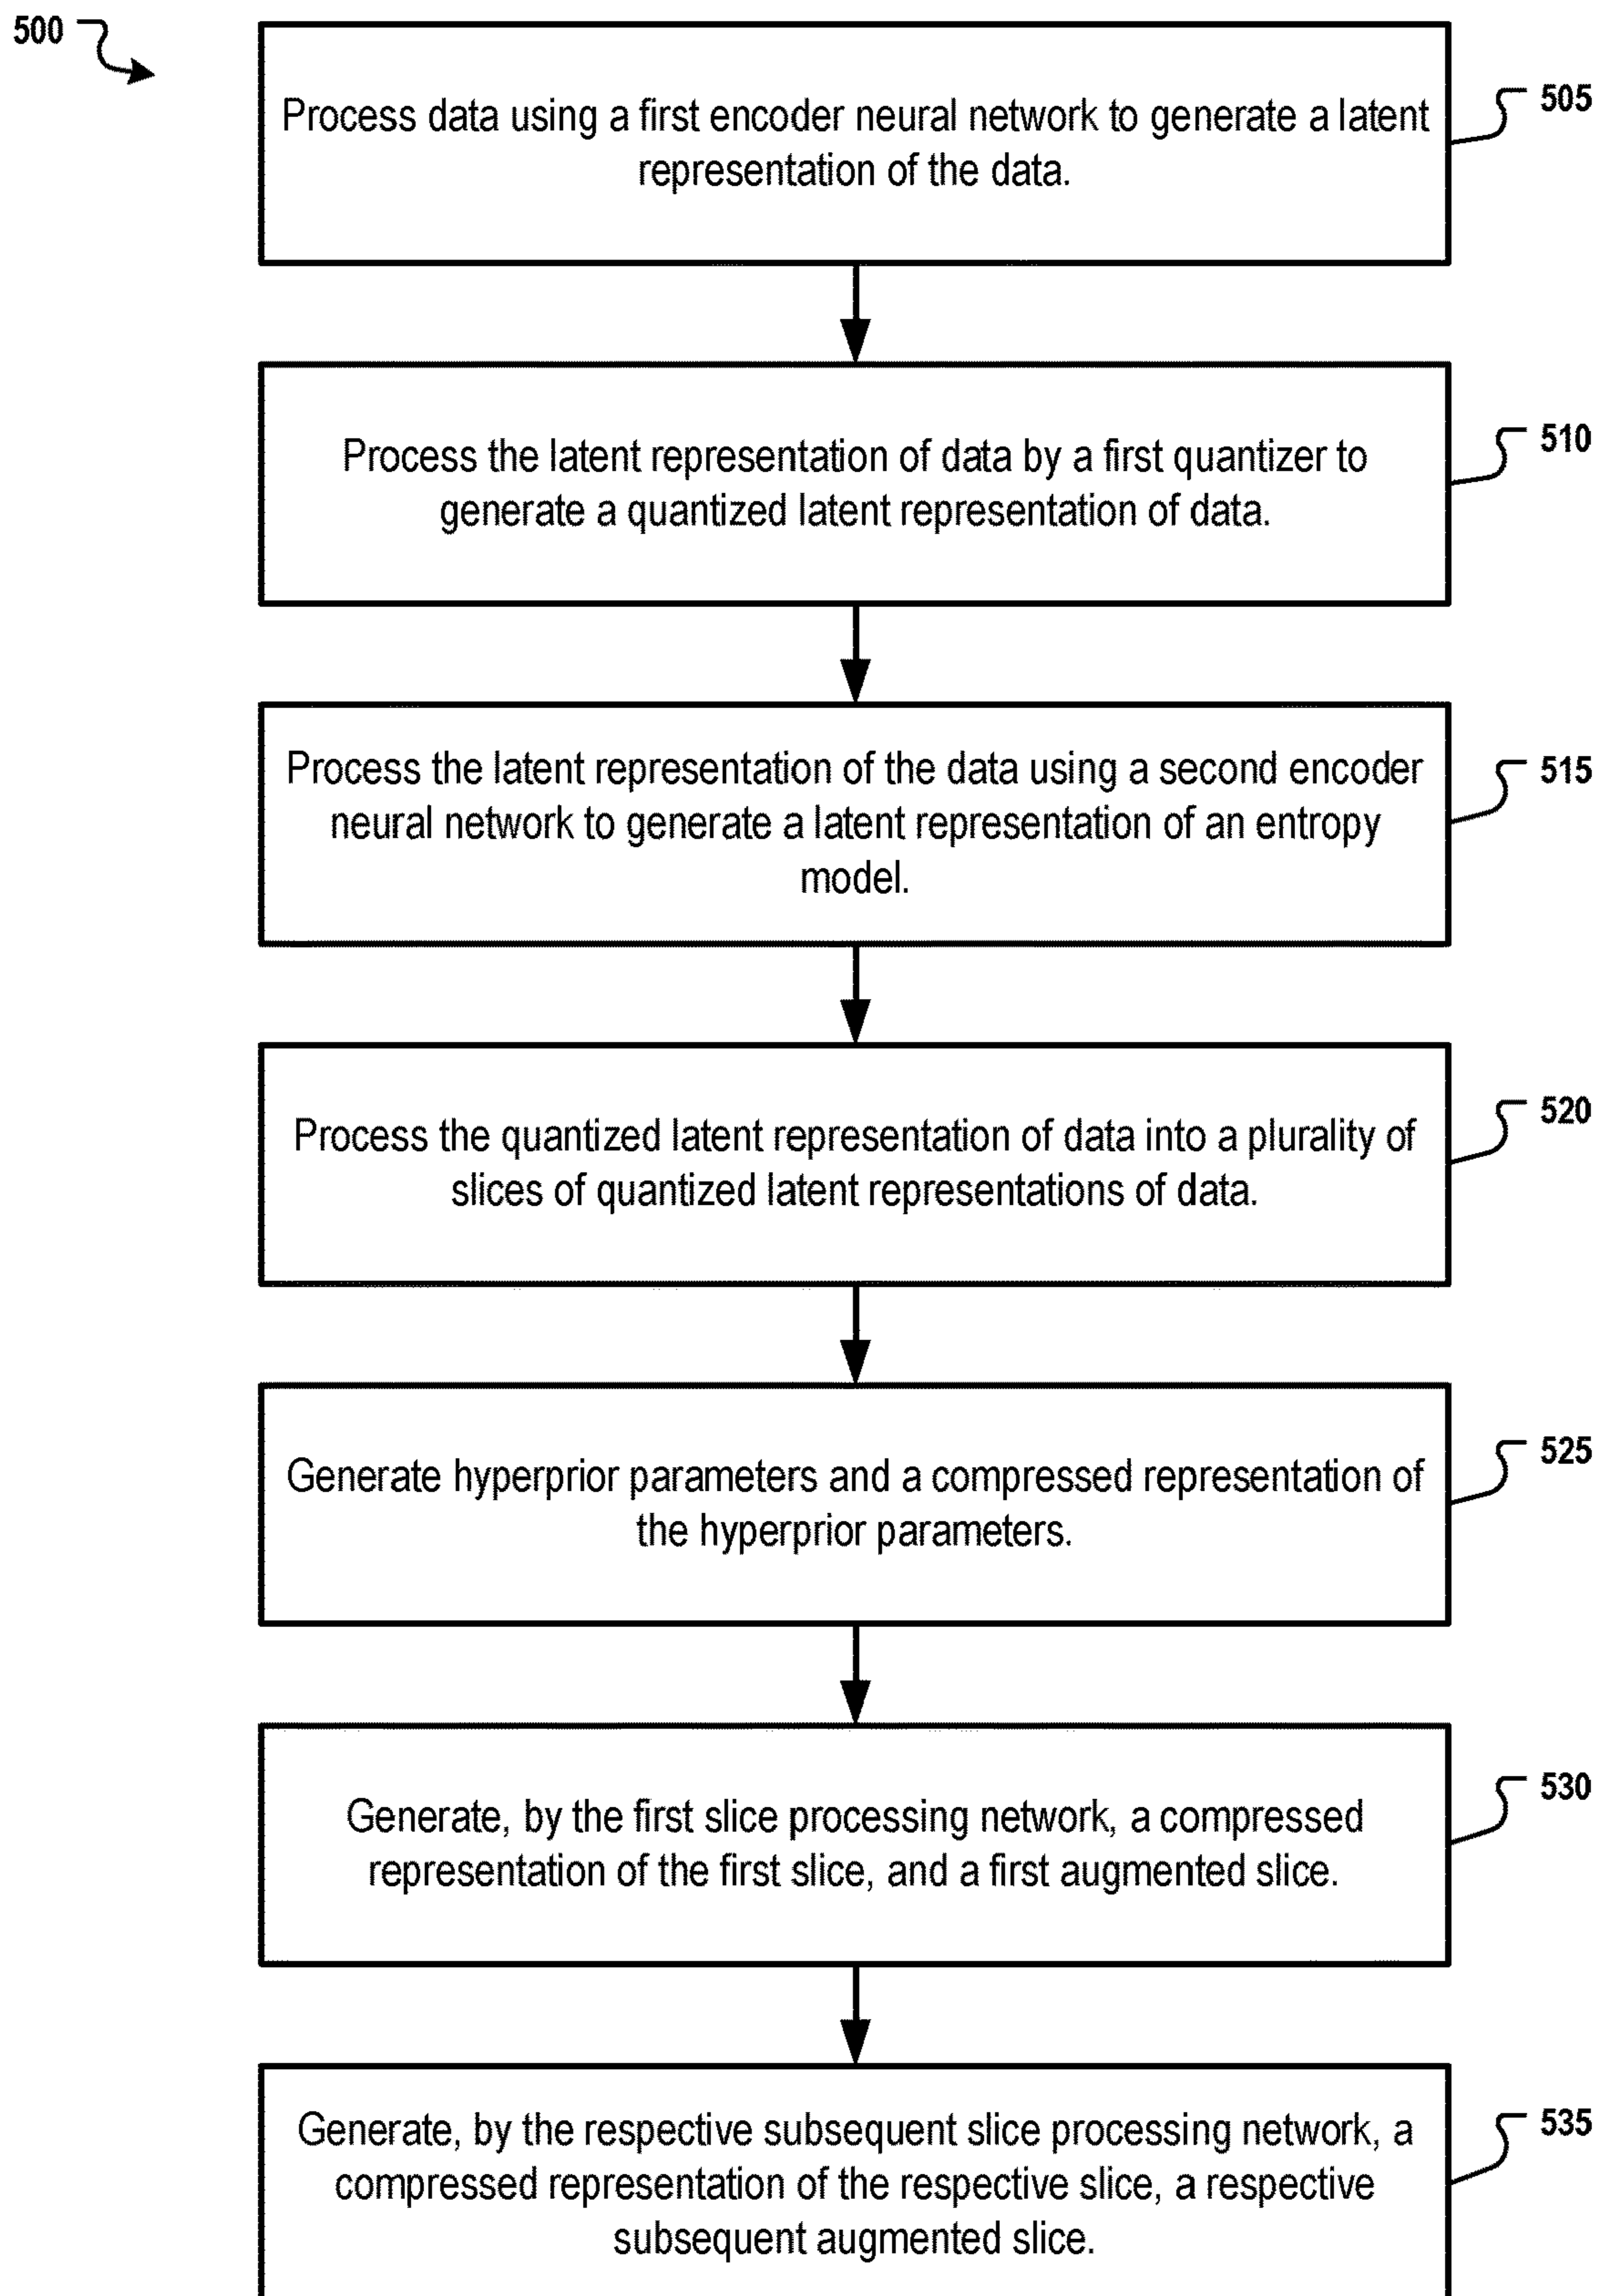 500
Process data using a first encoder neural network to generate a latent
representation of the data.
505
Process the latent representation of data by a first quantizer to
generate a quantized latent representation of data.
510
Process the latent representation of the data using a second encoder
neural network to generate a latent representation of an entropy
model.
515
Process the quantized latent representation of data into a plurality of
slices of quantized latent representations of data.
520
Generate hyperprior parameters and a compressed representation of
the hyperprior parameters.
525
Generate, by the first slice processing network, a compressed
representation of the first slice, and a first augmented slice.
530
Generate, by the respective subsequent slice processing network, a
compressed representation of the respective slice, a respective
subsequent augmented slice.
535